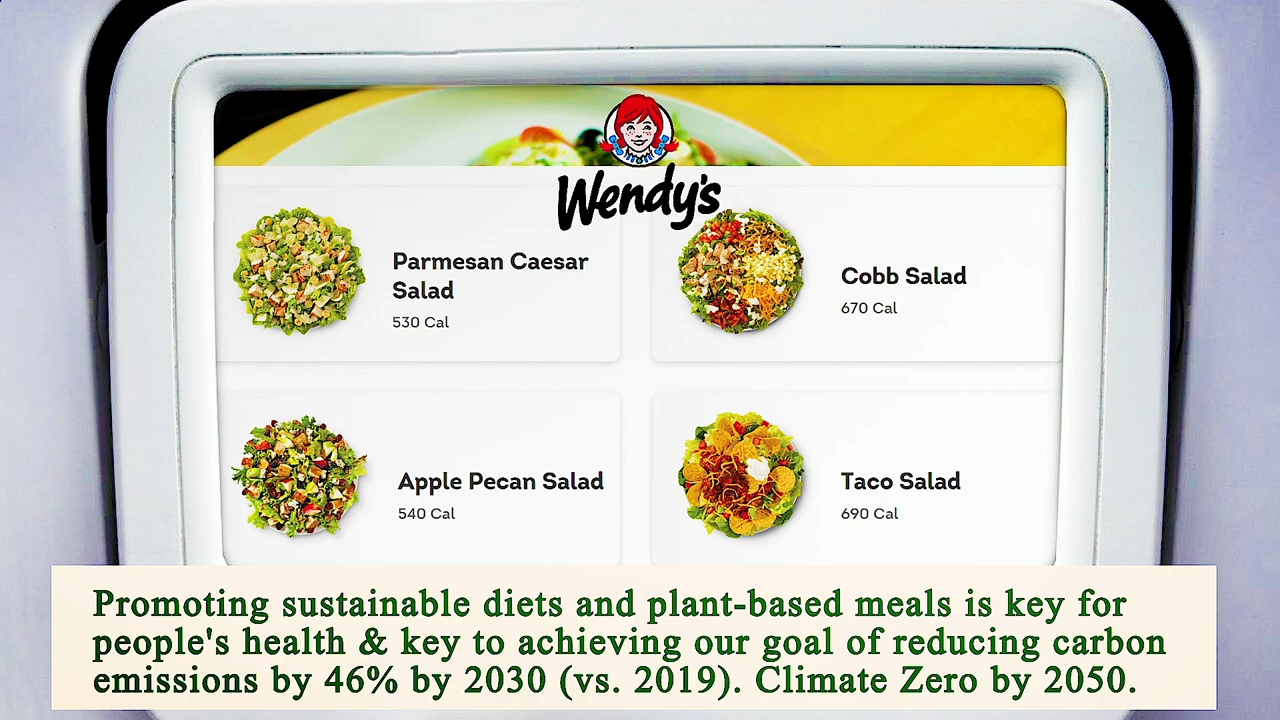 Wendy's
Parmesan Caesar
Salad
530 Cal
Cobb Salad
670 Cal
Apple Pecan Salad
540 Cal
Taco Salad
690 Cal
Promoting sustainable diets and plant-based meals is key for
people's health & key to achieving our goal of reducing carbon
emissions by 46% by 2030 (vs. 2019). Climate Zero by 2050.